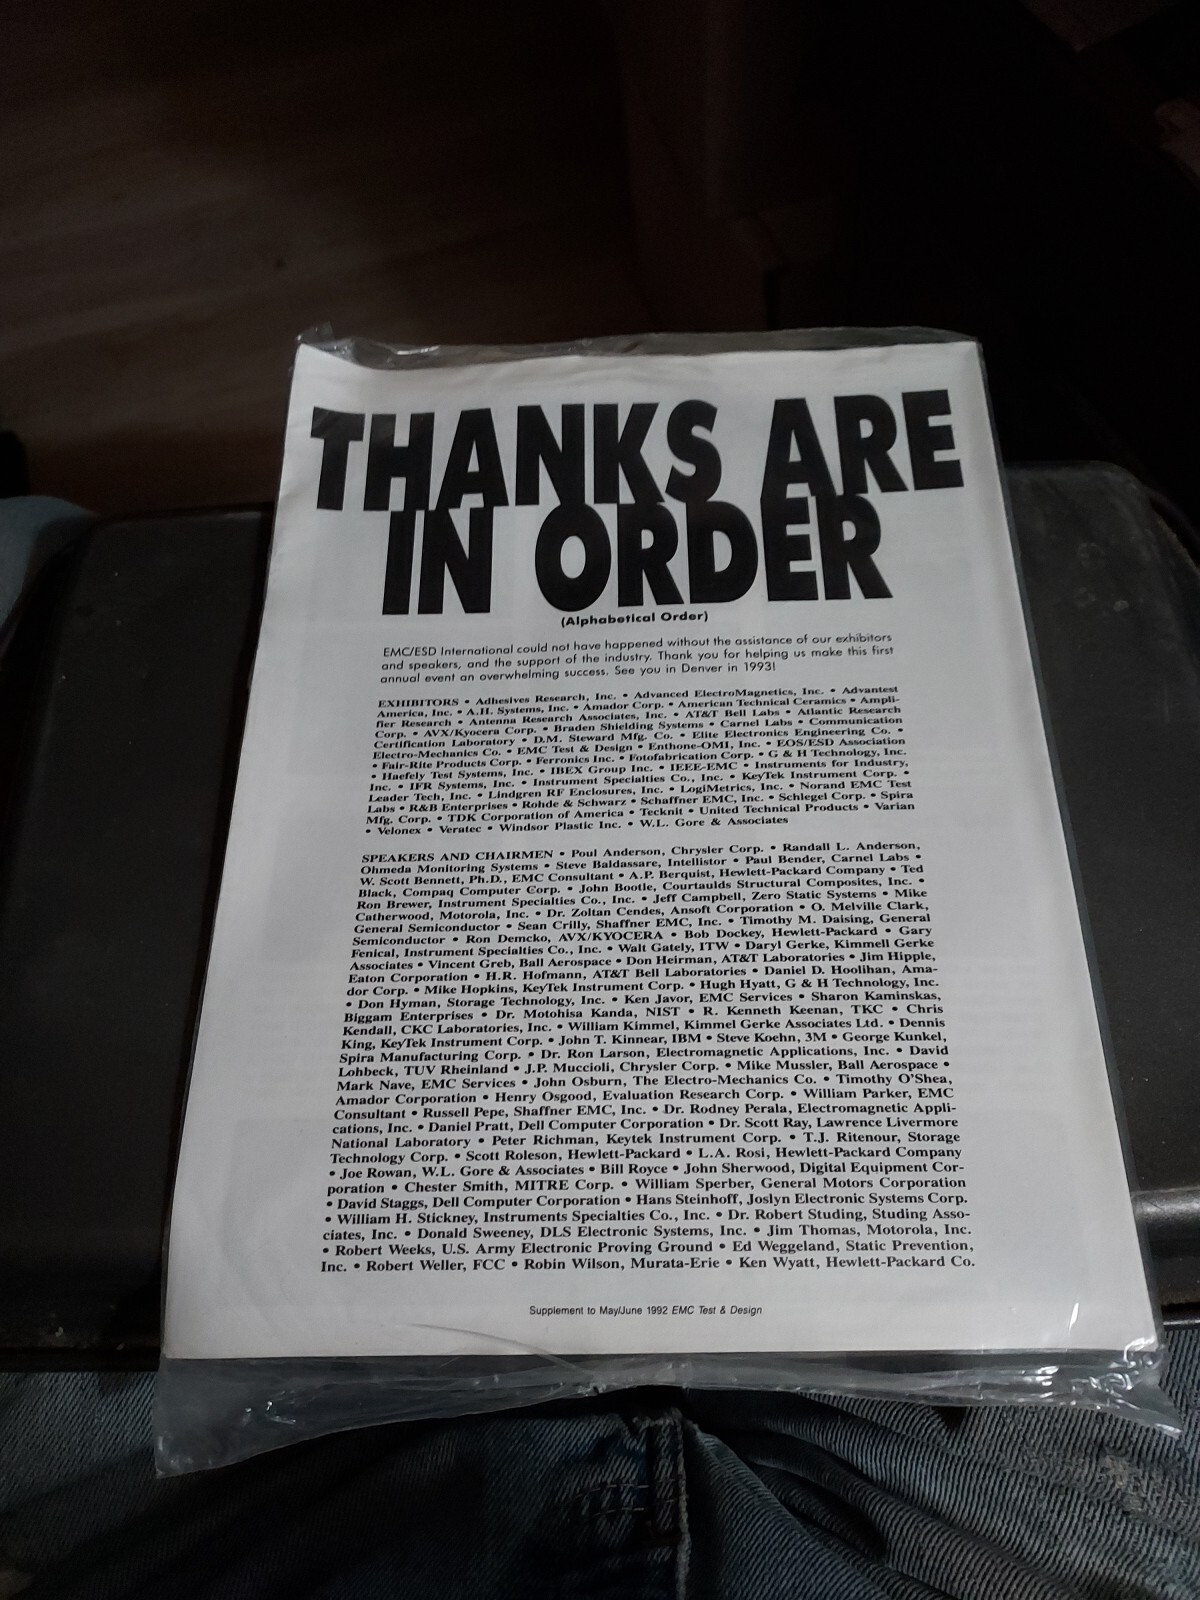 THANKS ARE
IN ORDER
(Alphabetical Order)
EMC/ESD International could not have happened without the assistance of our exhibitors
and speakers, and the support of the industry. Thank you for helping us make this first
annual event an overwhelming success. See you in Denver in 1993!
EXHIBITORS • Adhesives Research, Inc. • Advanced ElectroMagnetics, Inc. • Advantest
America, Inc. • A.H. Systems, Inc. • Amador Corp. • American Technical Ceramics • Ampli-
fier Research • Antenna Research Associates, Inc. • AT&T Bell Labs • Atlantic Research
Corp. • AVX/Kyocera Corp. • Braden Shielding Systems • Carnel Labs • Communication
Certification Laboratory • D.M. Steward Mfg. Co. • Elite Electronics Engineering Co. •
Electro-Mechanics Co. • EMC Test & Design • Enthone-OMI, Inc. • EOS/ESD Association
• Fair-Rite Products Corp. • Ferronics Inc. • Fotofabrication Corp. • G & H Technology, Inc.
• Haefely Test Systems, Inc. • IBEX Group Inc. • IEEE-EMC • Instruments for Industry,
Inc. • IFR Systems, Inc. • Instrument Specialties Co., Inc. • KeyTek Instrument Corp. •
Leader Tech, Inc. • Lindgren RF Enclosures, Inc. • LogiMetrics, Inc. • Norand EMC Test
Labs • R&B Enterprises • Rohde & Schwarz • Schaffner EMC, Inc. • Schlegel Corp. • Spira
Mfg. Corp. • TDK Corporation of America • Tecknit • United Technical Products • Varian
• Velonex • Veratec • Windsor Plastic Inc. • W.L. Gore & Associates
SPEAKERS AND CHAIRMEN • Poul Anderson, Chrysler Corp. • Randall L. Anderson,
Ohmeda Monitoring Systems • Steve Baldassare, Intellistor • Paul Bender, Carnel Labs •
W. Scott Bennett, Ph.D., EMC Consultant • A.P. Berquist, Hewlett-Packard Company • Ted
Black, Compaq Computer Corp. • John Bootle, Courtaulds Structural Composites, Inc. •
Ron Brewer, Instrument Specialties Co., Inc. • Jeff Campbell, Zero Static Systems • Mike
Catherwood, Motorola, Inc. • Dr. Zoltan Cendes, Ansoft Corporation • O. Melville Clark,
General Semiconductor • Sean Crilly, Shaffner EMC, Inc. • Timothy M. Daising, General
Semiconductor • Ron Demcko, AVX/KYOCERA • Bob Dockey, Hewlett-Packard • Gary
Fenical, Instrument Specialties Co., Inc. • Walt Gately, ITW • Daryl Gerke, Kimmell Gerke
Associates • Vincent Greb, Ball Aerospace • Don Heirman, AT&T Laboratories • Jim Hipple,
Eaton Corporation • H.R. Hofmann, AT&T Bell Laboratories • Daniel D. Hoolihan, Ama-
dor Corp. • Mike Hopkins, KeyTek Instrument Corp. • Hugh Hyatt, G & H Technology, Inc.
• Don Hyman, Storage Technology, Inc. • Ken Javor, EMC Services • Sharon Kaminskas,
Biggam Enterprises • Dr. Motohisa Kanda, NIST • R. Kenneth Keenan, TKC • Chris
Kendall, CKC Laboratories, Inc. • William Kimmel, Kimmel Gerke Associates Ltd. • Dennis
King, KeyTek Instrument Corp. • John T. Kinnear, IBM • Steve Koehn, 3M • George Kunkel,
Spira Manufacturing Corp. • Dr. Ron Larson, Electromagnetic Applications, Inc. • David
Lohbeck, TUV Rheinland • J.P. Muccioli, Chrysler Corp. • Mike Mussler, Ball Aerospace •
Mark Nave, EMC Services • John Osburn, The Electro-Mechanics Co. • Timothy O'Shea,
Amador Corporation • Henry Osgood, Evaluation Research Corp. • William Parker, EMC
Consultant • Russell Pepe, Shaffner EMC, Inc. • Dr. Rodney Perala, Electromagnetic Appli-
cations, Inc. • Daniel Pratt, Dell Computer Corporation • Dr. Scott Ray, Lawrence Livermore
National Laboratory • Peter Richman, Keytek Instrument Corp. • T.J. Ritenour, Storage
Technology Corp. • Scott Roleson, Hewlett-Packard • L.A. Rosi, Hewlett-Packard Company
• Joe Rowan, W.L. Gore & Associates • Bill Royce • John Sherwood, Digital Equipment Cor-
poration • Chester Smith, MITRE Corp. • William Sperber, General Motors Corporation
• David Staggs, Dell Computer Corporation • Hans Steinhoff, Joslyn Electronic Systems Corp.
• William H. Stickney, Instruments Specialties Co., Inc. • Dr. Robert Studing, Studing Asso-
ciates, Inc. • Donald Sweeney, DLS Electronic Systems, Inc. • Jim Thomas, Motorola, Inc.
• Robert Weeks, U.S. Army Electronic Proving Ground • Ed Weggeland, Static Prevention,
Inc. • Robert Weller, FCC • Robin Wilson, Murata-Erie • Ken Wyatt, Hewlett-Packard Co.
Supplement to May/June 1992 EMC Test & Design